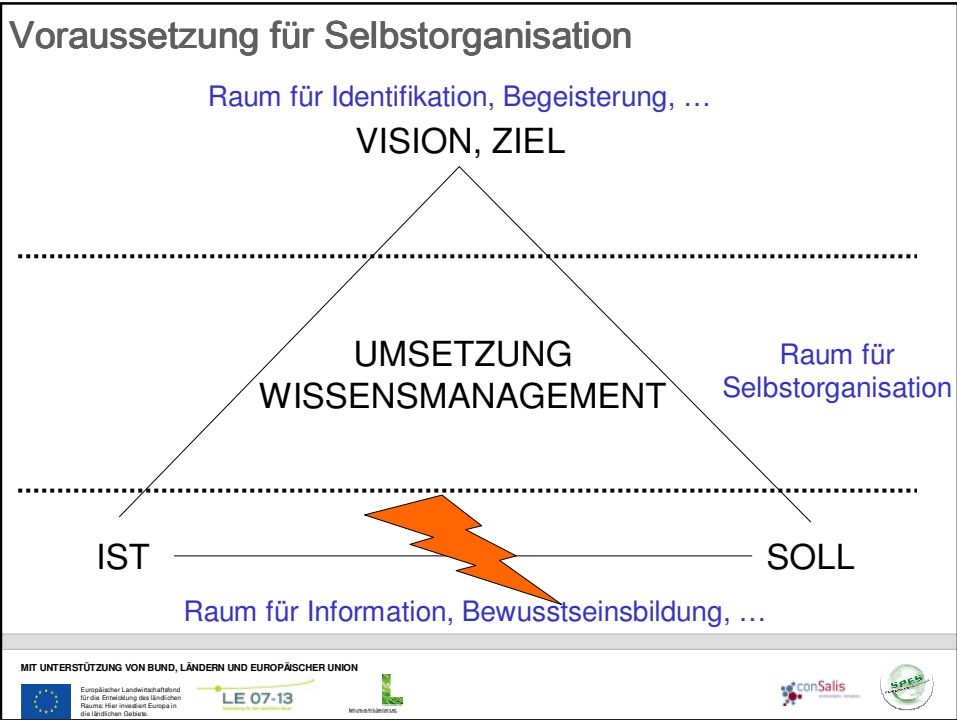 Voraussetzung für Selbstorganisation
Raum für Identifikation, Begeisterung, …
VISION, ZIEL
UMSETZUNG
WISSENSMANAGEMENT
Raum für
Selbstorganisation
IST
SOLL
Raum für Information, Bewusstseinsbildung, …
MIT UNTERSTÜTZUNG VON BUND, LÄNDERN UND EUROPÄISCHER UNION
Europäischer Landwirtschaftsfond
für die Entwicklung des ländlichen
Raums: Hier investiert Europa in
die ländlichen Gebiete.
LE 07-13
conSalis
SPES